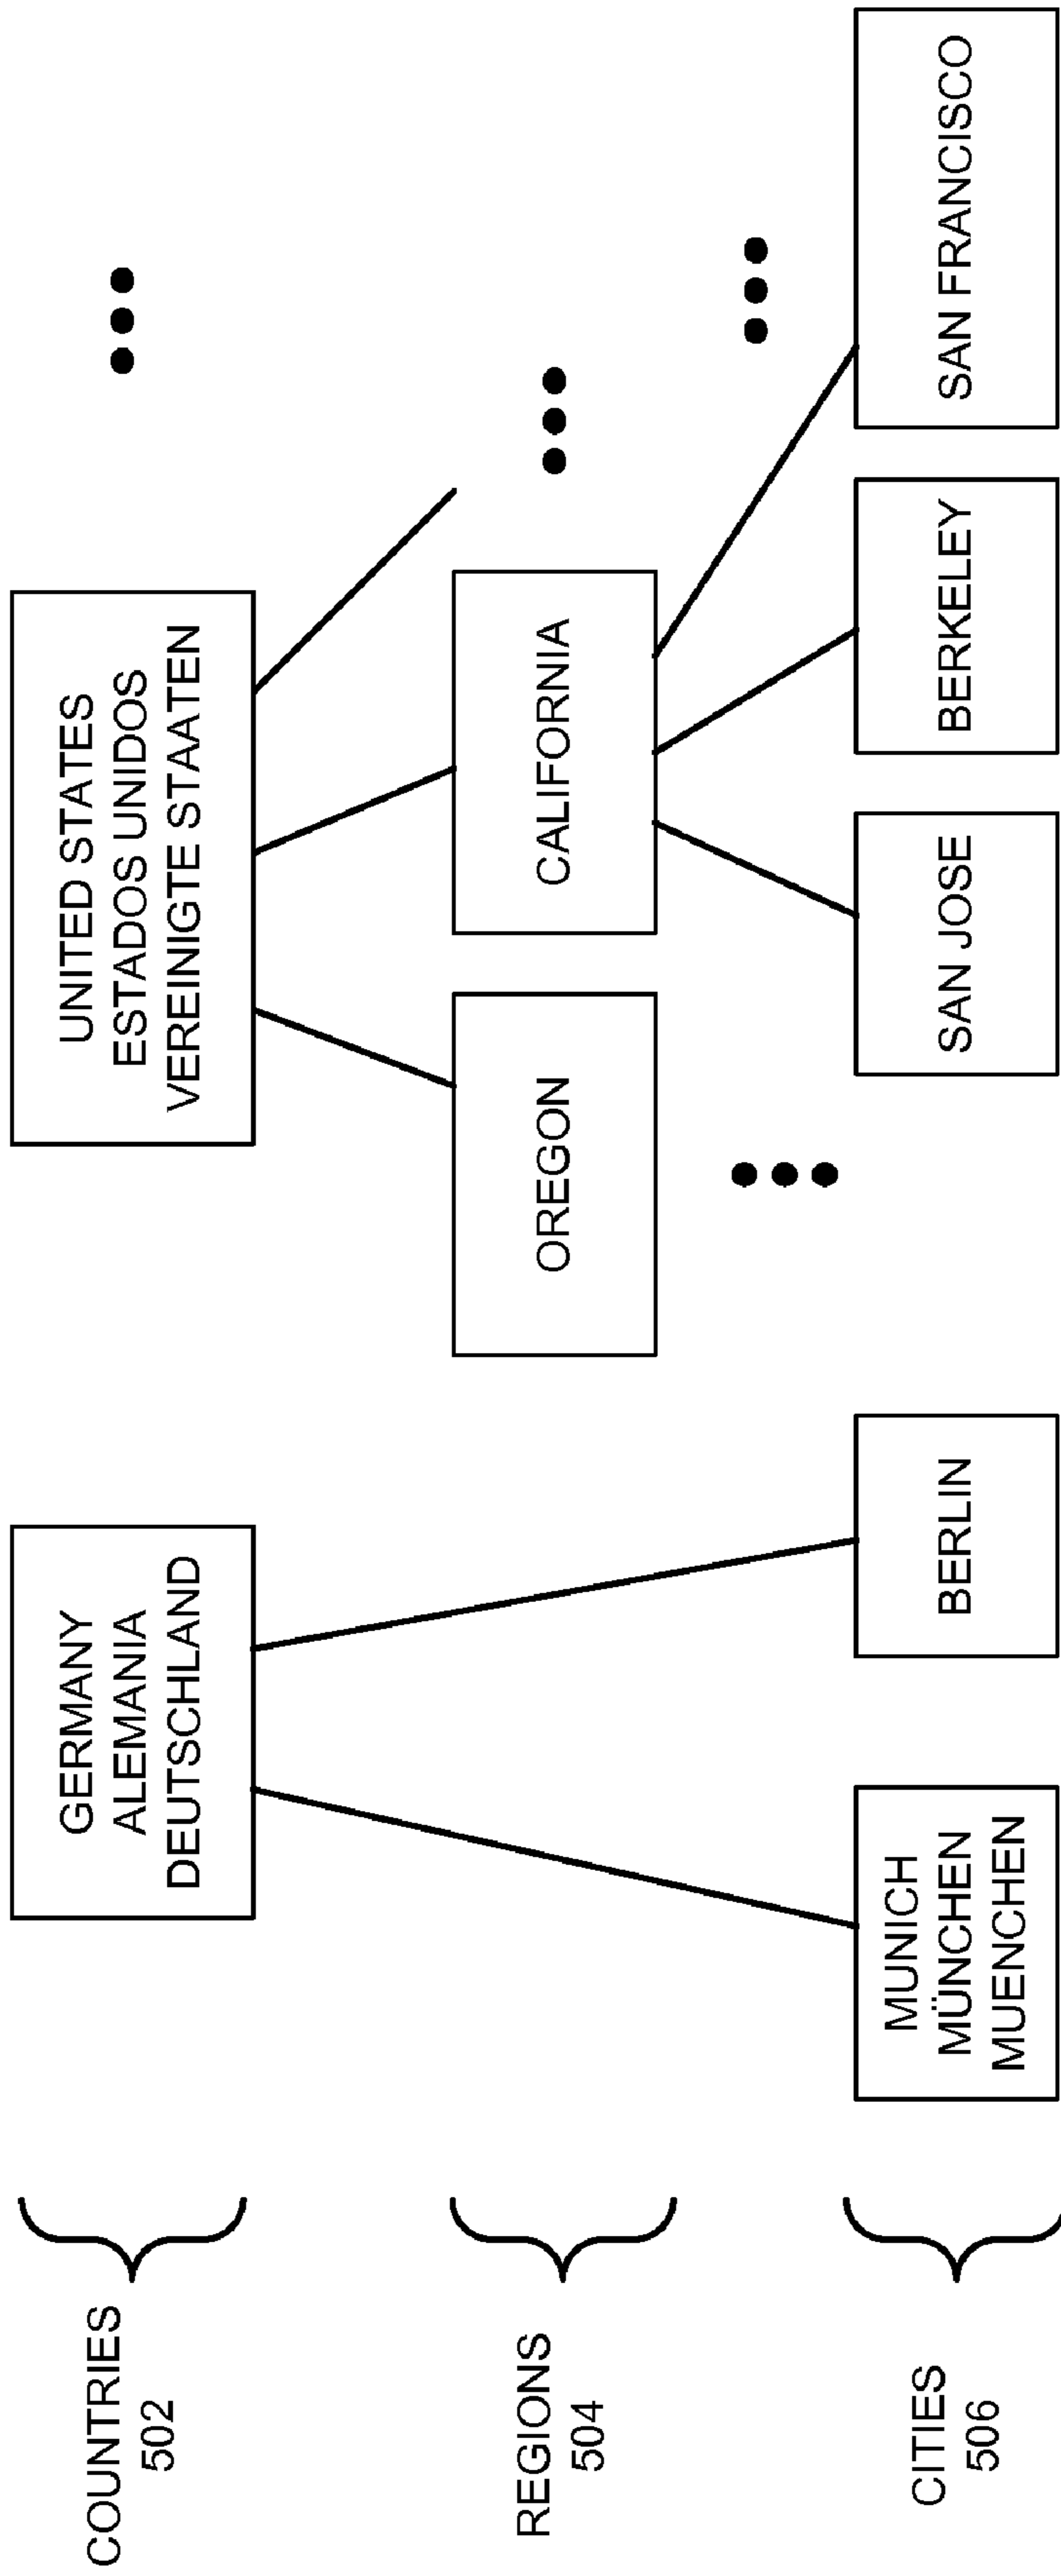 COUNTRIES
502
GERMANY
ALEMANIA
DEUTSCHLAND
UNITED STATES
ESTADOS UNIDOS
VEREINIGTE STAATEN
REGIONS
504
OREGON
CALIFORNIA
CITIES
506
MUNICH
MÜNCHEN
MUENCHEN
BERLIN
SAN JOSE
BERKELEY
SAN FRANCISCO